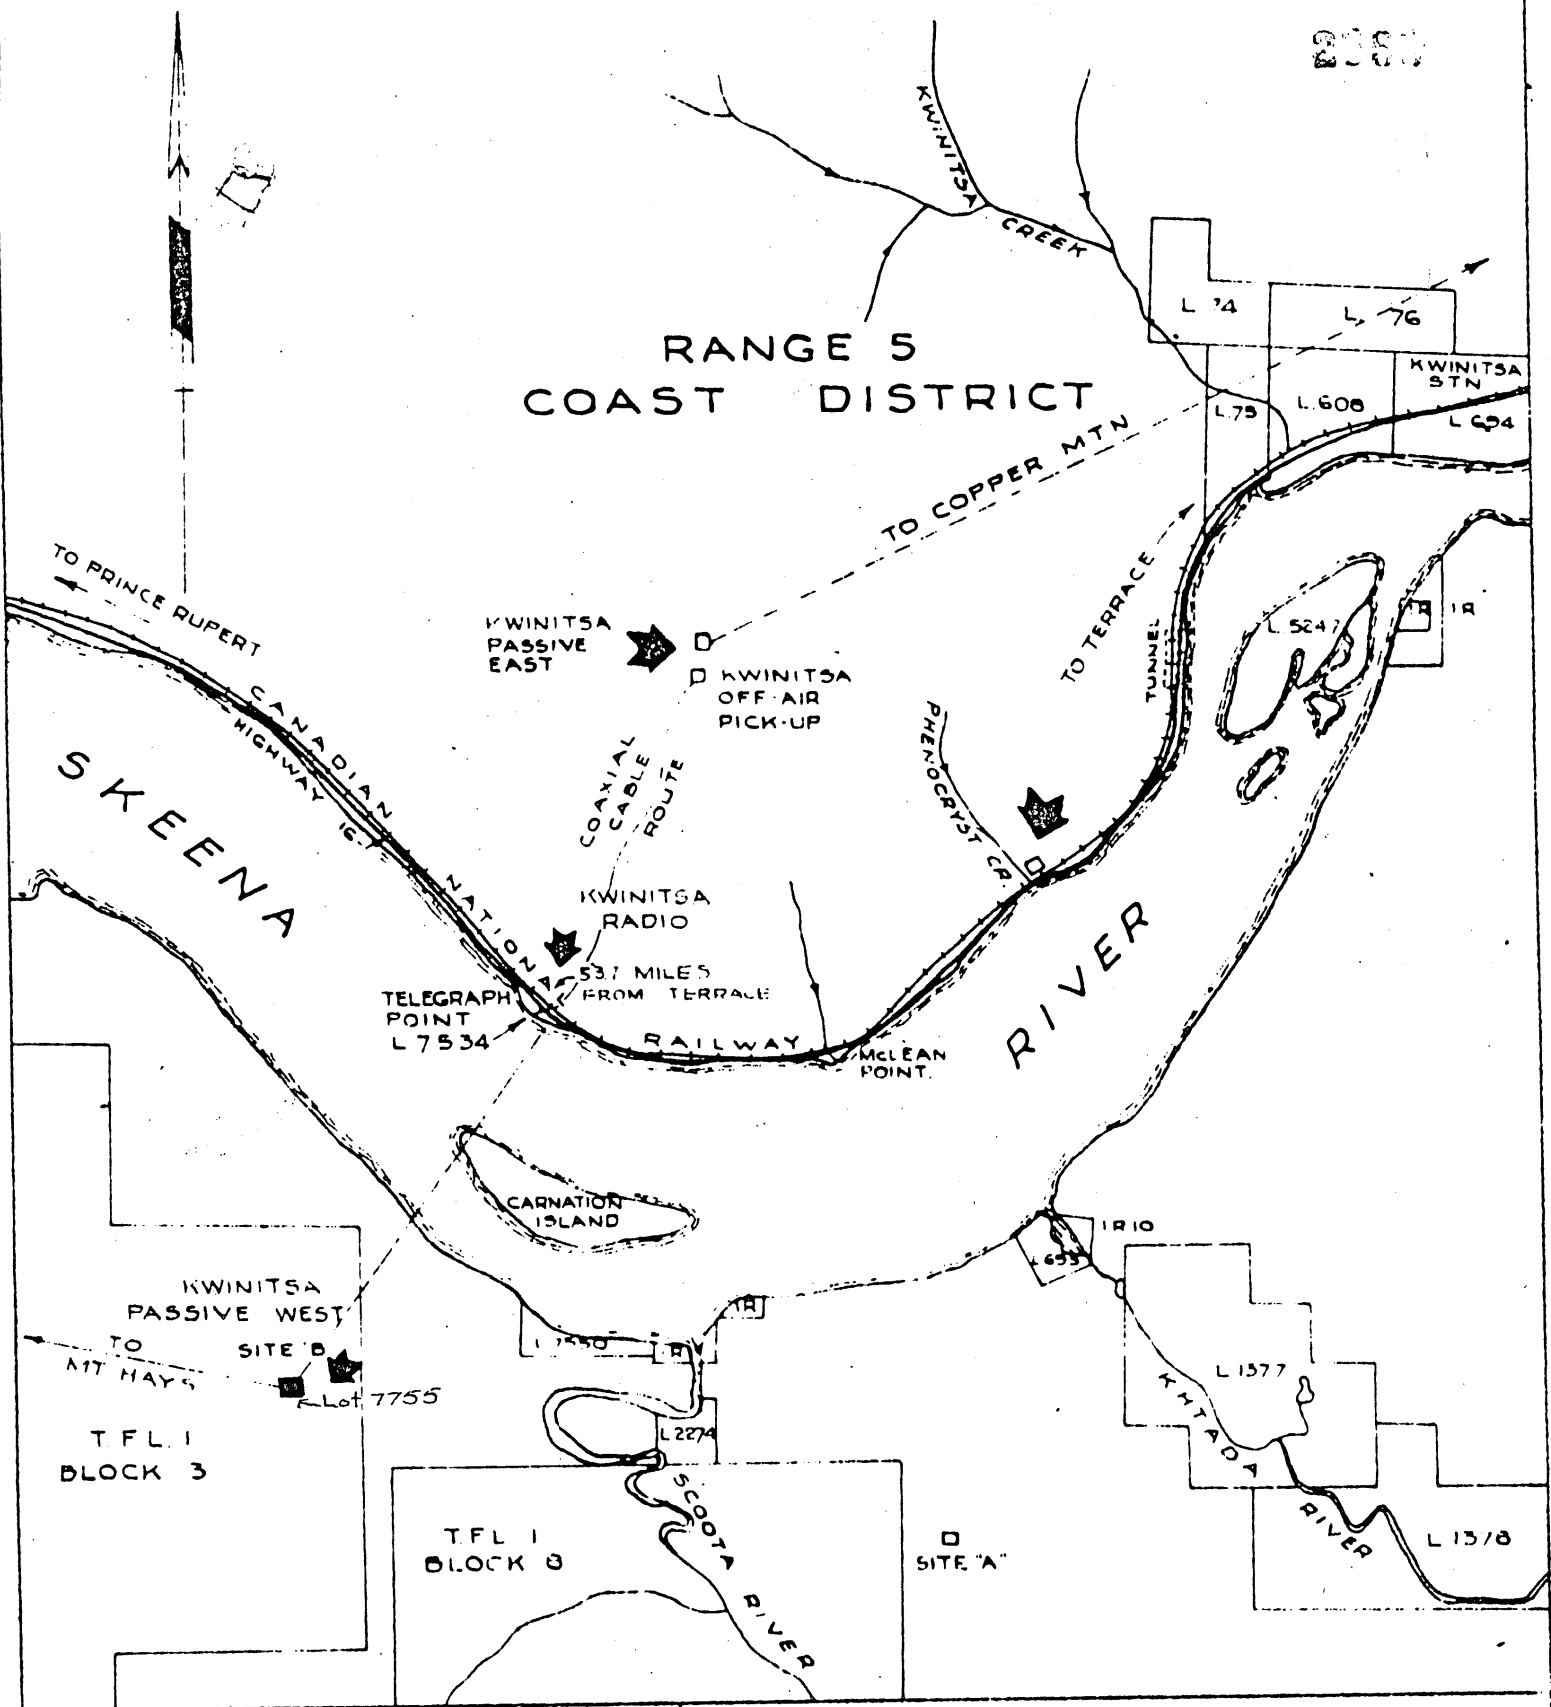 KWINITSA
CREEK
RANGE 5
COAST DISTRICT
L. 76
KWINITSA
STN
L.75
L.608
L 694
TO COPPER MTN
TO PRINCE RUPERT
TO TERRACE
TUNNEL
KWINITSA
PASSIVE
EAST
KWINITSA
OFF-AIR
PICK-UP
L.5247
IR
IR
CANADIAN
NATIONAL
RAILWAY
HIGHWAY
16
SKEENA
RIVER
COAXIAL
CABLE
ROUTE
PHENOCRYST CR.
KWINITSA
RADIO
53.7 MILES
FROM TERRACE
TELEGRAPH
POINT
L 7534
McLEAN
POINT.
CARNATION
ISLAND
KWINITSA
PASSIVE WEST
SITE 'B
TO
MT HAYS
Lot 7755
T.F.L. 1
BLOCK 3
IR
IR
IR10
L 1377
KHTADA
RIVER
L 1378
L 2274
SCOOTA RIVER
T.F.L 1
BLOCK 8
SITE "A"